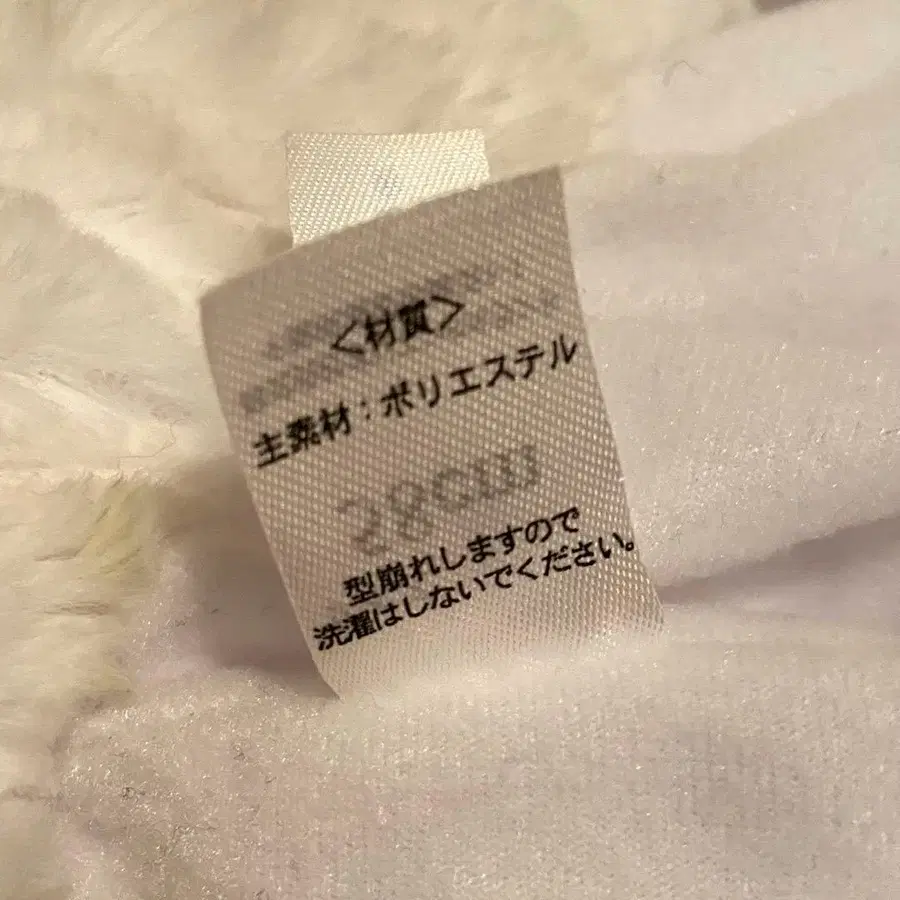 ＜材質＞
主素材：ポリエステル
28cm
型崩れしますので
洗濯はしないでください。